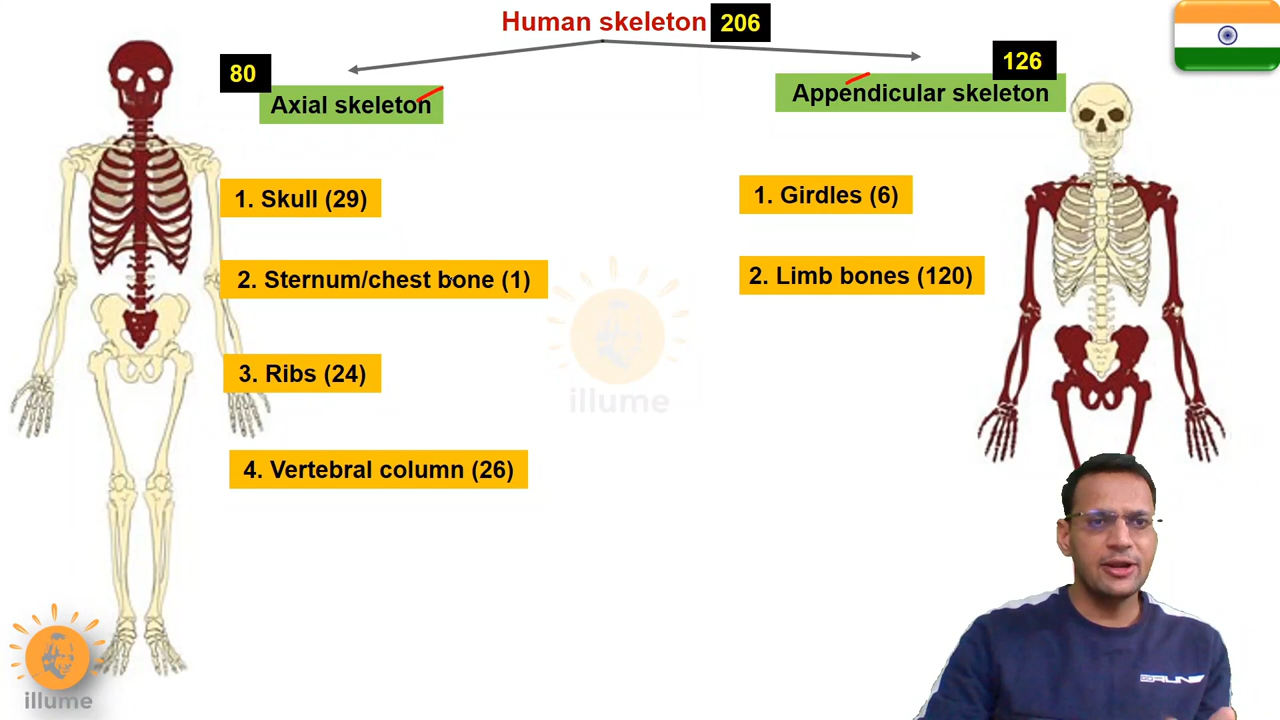 Human skeleton 206
80
Axial skeleton
126
Appendicular skeleton
1. Skull (29)
2. Sternum/chest bone (1)
3. Ribs (24)
4. Vertebral column (26)
1. Girdles (6)
2. Limb bones (120)
illume
illume